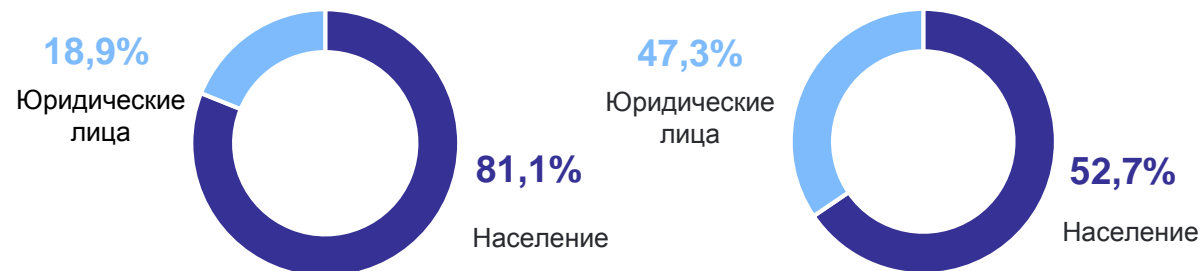 18,9%
Юридические
лица
81,1%
Население
47,3%
Юридические
лица
52,7%
Население